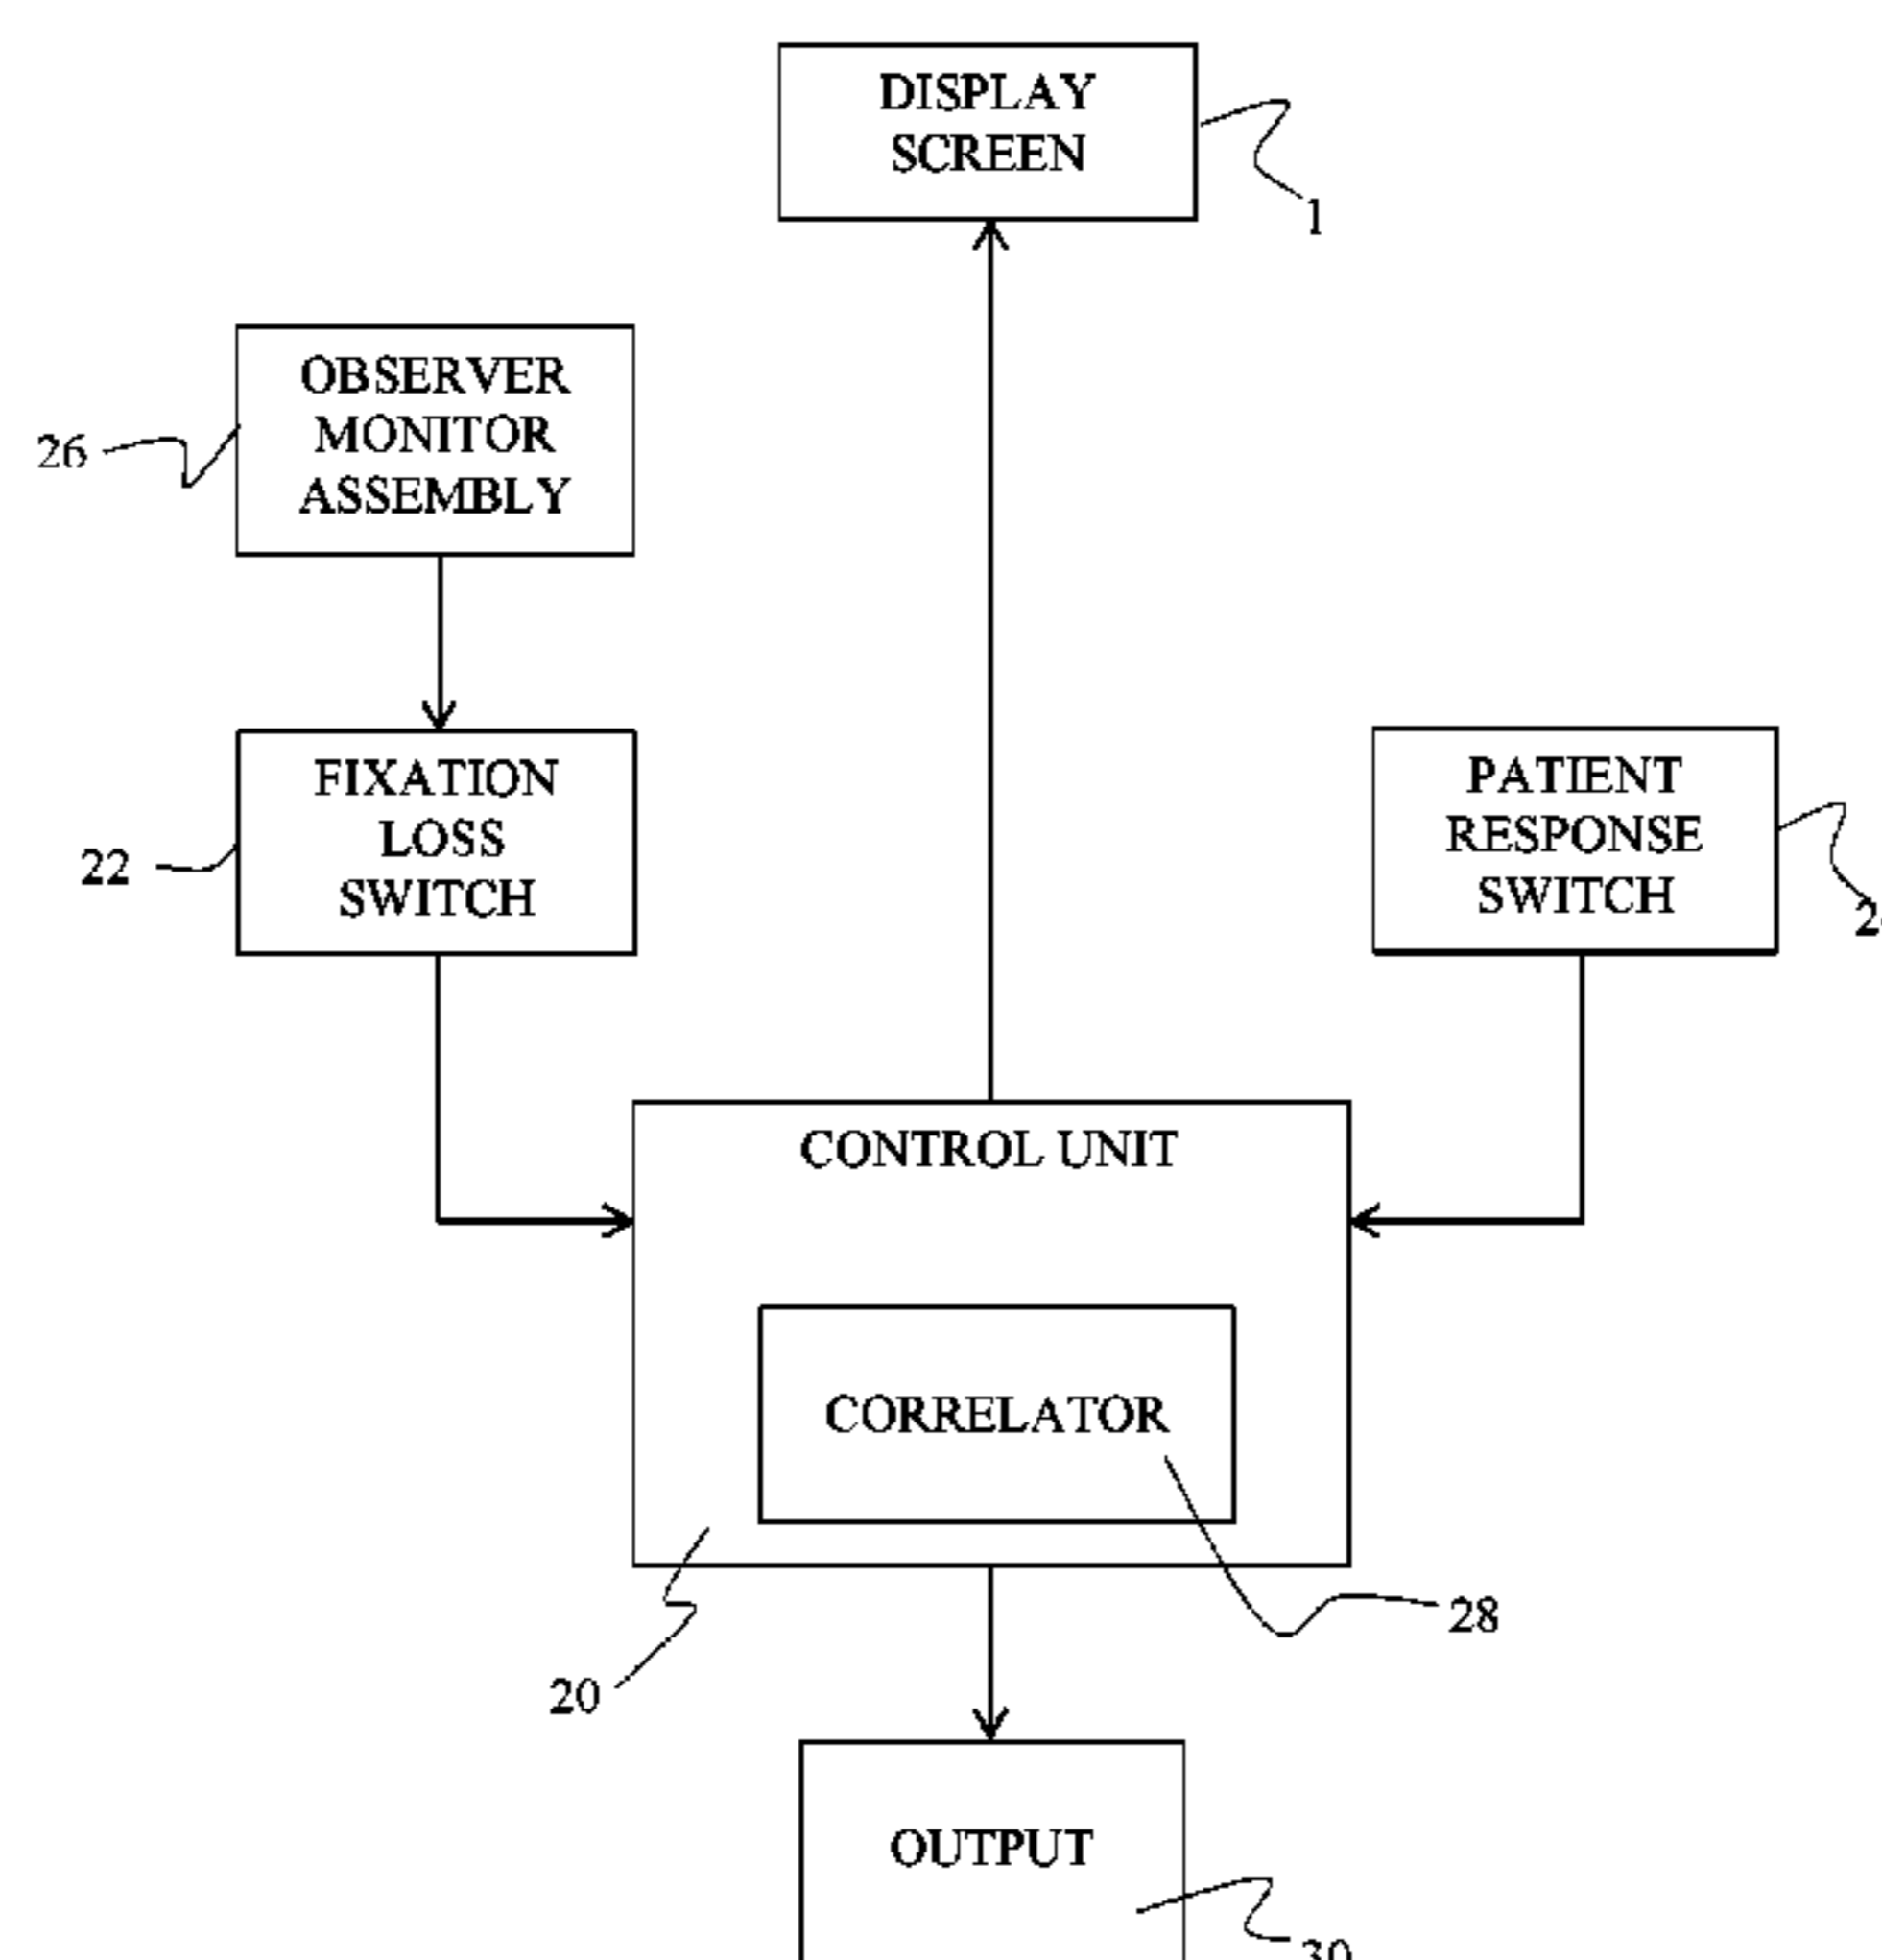 DISPLAY
SCREEN
1
OBSERVER
MONITOR
ASSEMBLY
26
FIXATION
LOSS
SWITCH
22
PATIENT
RESPONSE
SWITCH
CONTROL UNIT
CORRELATOR
28
20
OUTPUT
30